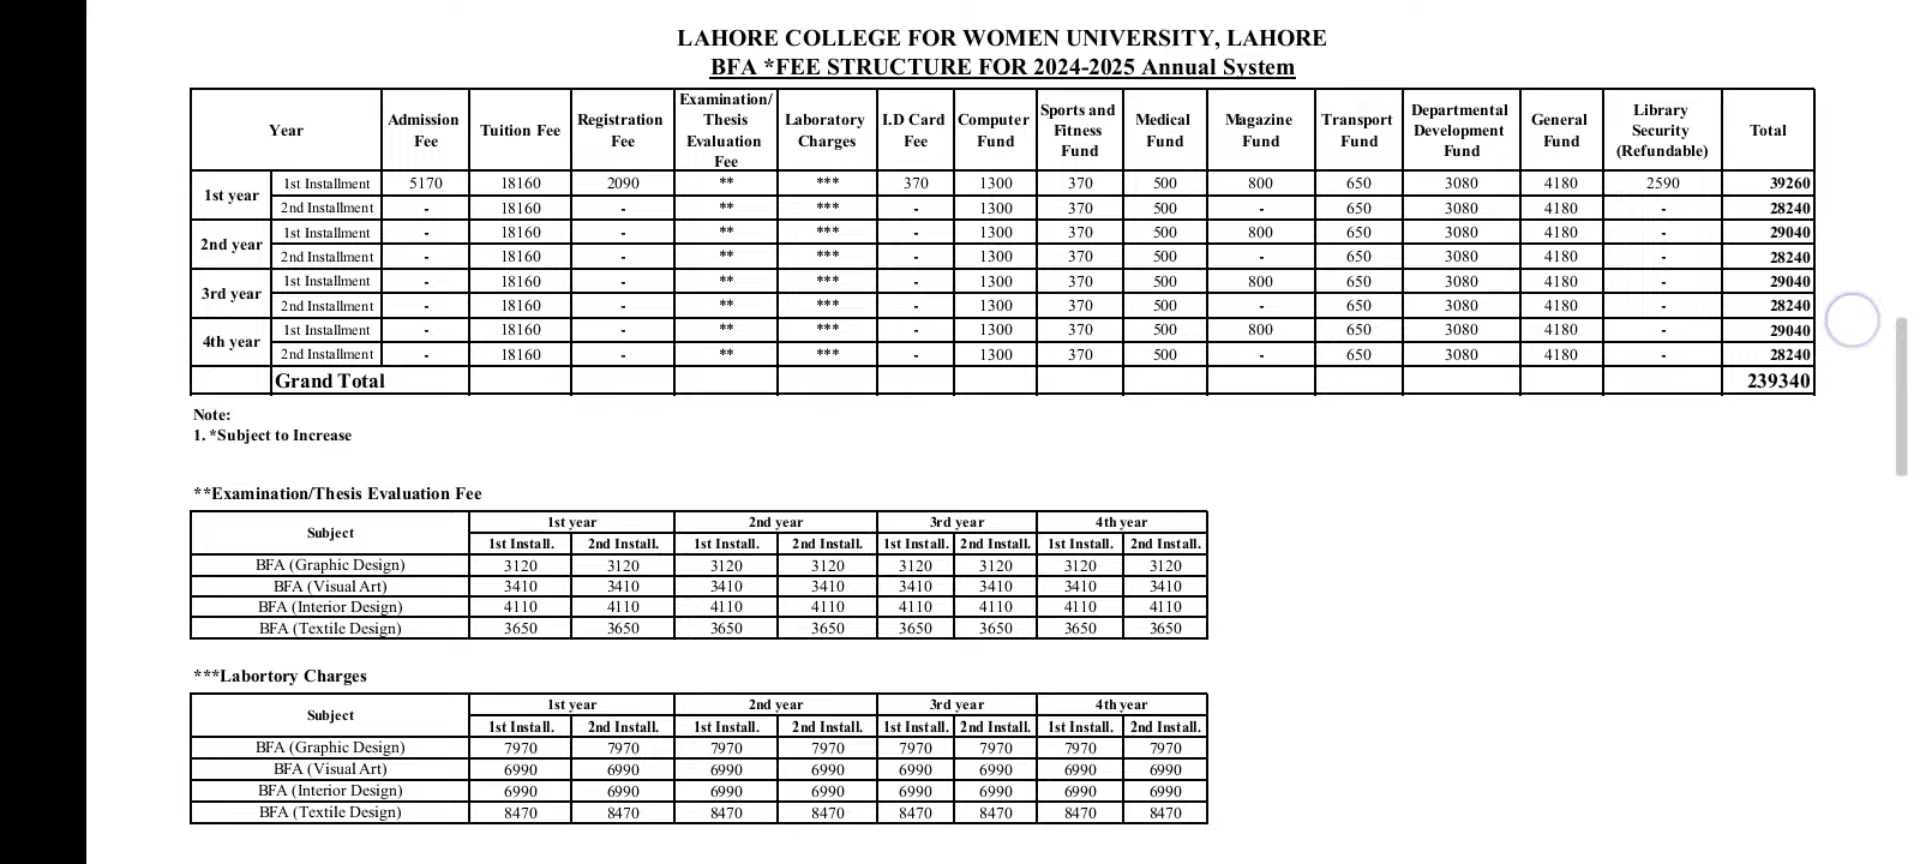 LAHORE COLLEGE FOR WOMEN UNIVERSITY, LAHORE
BFA *FEE STRUCTURE FOR 2024-2025 Annual System
Year | Admission Fee | Tuition Fee | Registration Fee | Examination/ Thesis Evaluation Fee | Laboratory Charges | I.D Card Fee | Computer Fund | Sports and Fitness Fund | Medical Fund | Magazine Fund | Transport Fund | Departmental Development Fund | General Fund | Library Security (Refundable) | Total
1st year | 1st Installment | 5170 | 18160 | 2090 | ** | *** | 370 | 1300 | 370 | 500 | 800 | 650 | 3080 | 4180 | 2590 | 39260
2nd Installment | - | 18160 | - | ** | *** | - | 1300 | 370 | 500 | - | 650 | 3080 | 4180 | - | 28240
2nd year | 1st Installment | - | 18160 | - | ** | *** | - | 1300 | 370 | 500 | 800 | 650 | 3080 | 4180 | - | 29040
2nd Installment | - | 18160 | - | ** | *** | - | 1300 | 370 | 500 | - | 650 | 3080 | 4180 | - | 28240
3rd year | 1st Installment | - | 18160 | - | ** | *** | - | 1300 | 370 | 500 | 800 | 650 | 3080 | 4180 | - | 29040
2nd Installment | - | 18160 | - | ** | *** | - | 1300 | 370 | 500 | - | 650 | 3080 | 4180 | - | 28240
4th year | 1st Installment | - | 18160 | - | ** | *** | - | 1300 | 370 | 500 | 800 | 650 | 3080 | 4180 | - | 29040
2nd Installment | - | 18160 | - | ** | *** | - | 1300 | 370 | 500 | - | 650 | 3080 | 4180 | - | 28240
Grand Total | 239340
Note:
1. *Subject to Increase
**Examination/Thesis Evaluation Fee
Subject | 1st year | 2nd year | 3rd year | 4th year
1st Install. | 2nd Install. | 1st Install. | 2nd Install. | 1st Install. | 2nd Install. | 1st Install. | 2nd Install.
BFA (Graphic Design) | 3120 | 3120 | 3120 | 3120 | 3120 | 3120 | 3120 | 3120
BFA (Visual Art) | 3410 | 3410 | 3410 | 3410 | 3410 | 3410 | 3410 | 3410
BFA (Interior Design) | 4110 | 4110 | 4110 | 4110 | 4110 | 4110 | 4110 | 4110
BFA (Textile Design) | 3650 | 3650 | 3650 | 3650 | 3650 | 3650 | 3650 | 3650
***Labortory Charges
Subject | 1st year | 2nd year | 3rd year | 4th year
1st Install. | 2nd Install. | 1st Install. | 2nd Install. | 1st Install. | 2nd Install. | 1st Install. | 2nd Install.
BFA (Graphic Design) | 7970 | 7970 | 7970 | 7970 | 7970 | 7970 | 7970 | 7970
BFA (Visual Art) | 6990 | 6990 | 6990 | 6990 | 6990 | 6990 | 6990 | 6990
BFA (Interior Design) | 6990 | 6990 | 6990 | 6990 | 6990 | 6990 | 6990 | 6990
BFA (Textile Design) | 8470 | 8470 | 8470 | 8470 | 8470 | 8470 | 8470 | 8470